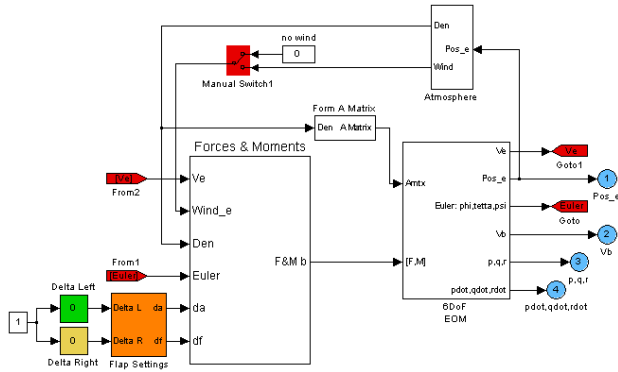 Den
no wind
Pos_e
0
Wind
Manual Switch1
Atmosphere
Form A Matrix
Den A Matrix
Forces & Moments
Ve
Ve
Goto1
[Ve]
Ve
Amtx
Pos_e
1
From2
Pos_e
Wind_e
Euler: phi,tetta,psi
Euler
Goto
Den
Vb
2
Vb
From1
F&M b
[F,M]
p,q,r
3
[Euler]
Euler
p,q,r
pdot,qdot,rdot
4
Delta Left
6DoF
EOM
pdot,qdot,rdot
0
Delta L da
da
1
0
Delta R df
df
Delta Right
Flap Settings